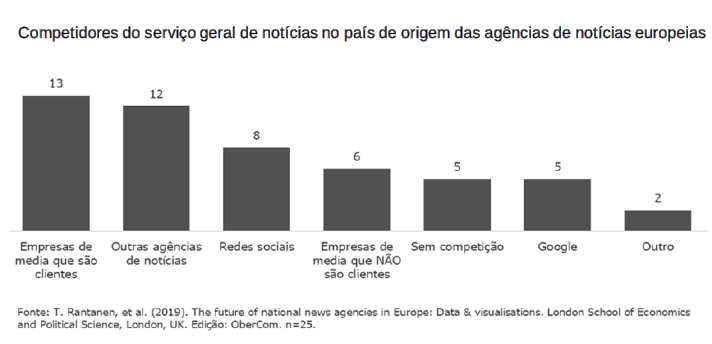 Competidores do serviço geral de notícias no país de origem das agências de notícias europeias
13
12
8
6
5
5
2
Empresas de media que são clientes
Outras agências de notícias
Redes sociais
Empresas de media que NÃO são clientes
Sem competição
Google
Outro
Fonte: T. Rantanen, et al. (2019). The future of national news agencies in Europe: Data & visualisations. London School of Economics
and Political Science, London, UK. Edição: OberCom. n=25.